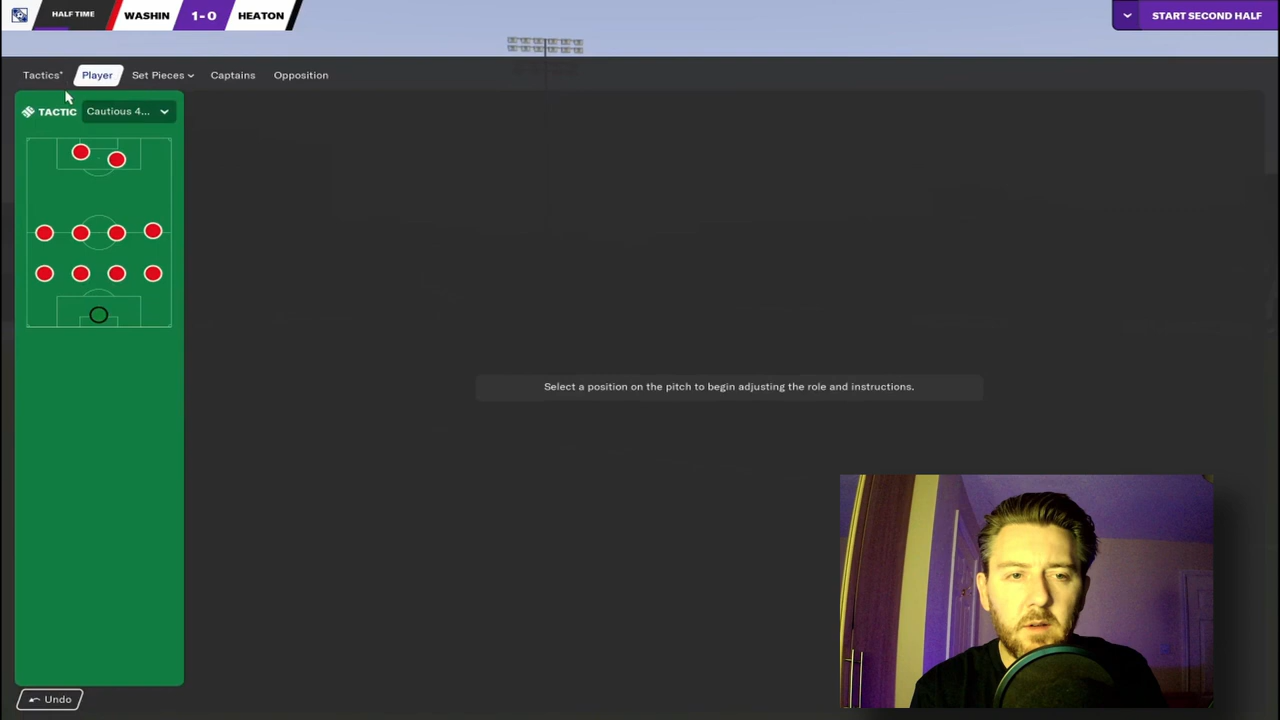 HALF TIME
WASHIN
1 - 0
HEATON
START SECOND HALF
Tactics*
Player
Set Pieces
Captains
Opposition
TACTIC
Cautious 4...
Select a position on the pitch to begin adjusting the role and instructions.
Undo